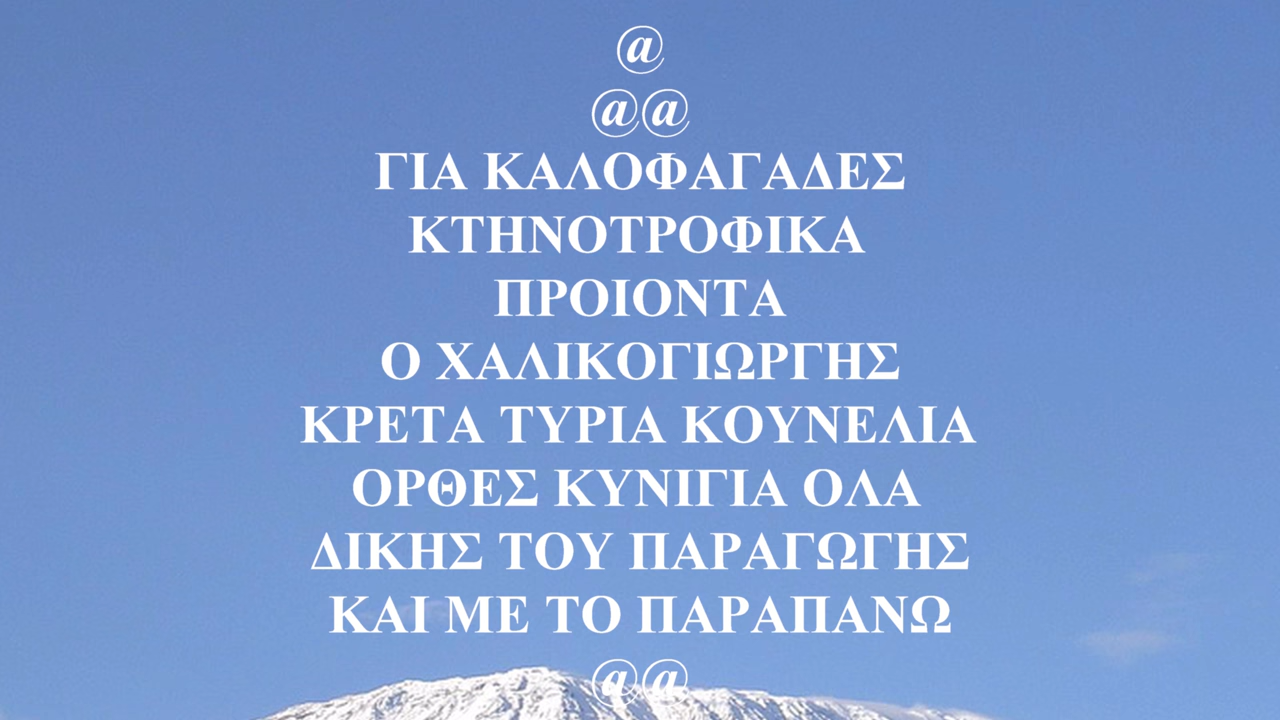 @
@@
ΓΙΑ ΚΑΛΟΦΑΓΑΔΕΣ
ΚΤΗΝΟΤΡΟΦΙΚΑ
ΠΡΟΙΟΝΤΑ
Ο ΧΑΛΙΚΟΓΙΩΡΓΗΣ
ΚΡΕΤΑ ΤΥΡΙΑ ΚΟΥΝΕΛΙΑ
ΟΡΘΕΣ ΚΥΝΙΓΙΑ ΟΛΑ
ΔΙΚΗΣ ΤΟΥ ΠΑΡΑΓΩΓΗΣ
ΚΑΙ ΜΕ ΤΟ ΠΑΡΑΠΑΝΩ
@@